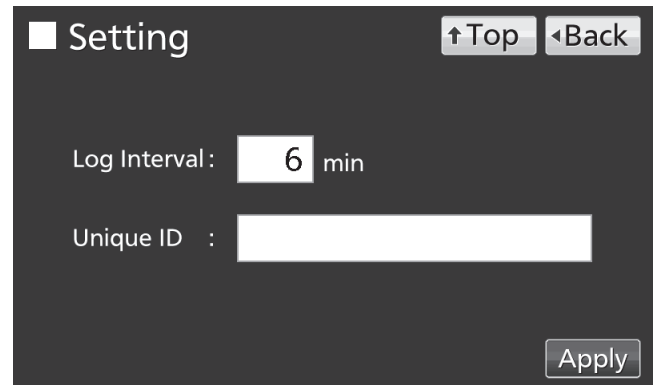 Setting
↑Top ◂Back
Log Interval : 6 min
Unique ID :
Apply